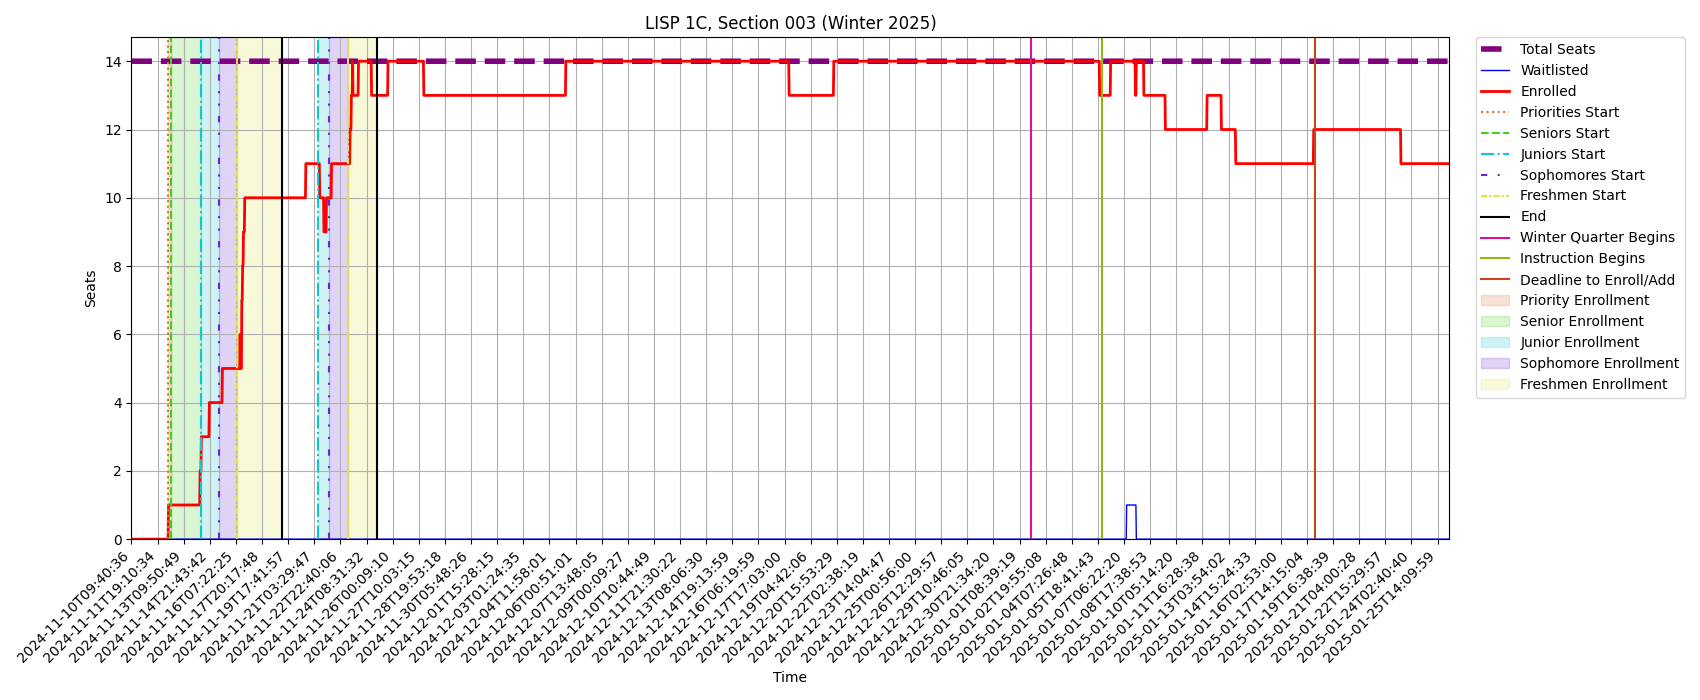 LISP 1C, Section 003 (Winter 2025)
Seats
14
12
10
8
6
4
2
0
2024-11-10T09:40:36
2024-11-11T19:10:34
2024-11-13T09:50:49
2024-11-14T21:43:42
2024-11-16T07:22:25
2024-11-17T20:17:48
2024-11-19T17:41:57
2024-11-21T03:29:47
2024-11-22T22:40:06
2024-11-24T08:31:32
2024-11-26T00:09:10
2024-11-27T03:03:15
2024-11-28T19:53:18
2024-11-30T05:48:26
2024-12-01T15:28:15
2024-12-03T01:24:35
2024-12-04T11:58:01
2024-12-06T00:51:01
2024-12-07T13:48:05
2024-12-09T00:09:27
2024-12-10T10:44:49
2024-12-11T21:30:22
2024-12-13T08:06:30
2024-12-14T19:13:59
2024-12-16T06:19:59
2024-12-17T17:03:00
2024-12-19T04:42:06
2024-12-20T15:53:29
2024-12-22T02:38:19
2024-12-23T14:04:47
2024-12-25T00:56:00
2024-12-26T12:29:57
2024-12-29T10:46:05
2024-12-30T21:34:20
2025-01-01T08:39:19
2025-01-02T19:55:08
2025-01-04T07:26:48
2025-01-05T18:41:43
2025-01-07T06:22:20
2025-01-08T17:38:53
2025-01-10T05:14:20
2025-01-11T16:28:38
2025-01-13T03:54:02
2025-01-14T15:24:33
2025-01-16T02:53:00
2025-01-17T14:15:04
2025-01-19T16:38:39
2025-01-21T04:00:28
2025-01-22T15:29:57
2025-01-24T02:40:40
2025-01-25T14:09:59
Time
Total Seats
Waitlisted
Enrolled
Priorities Start
Seniors Start
Juniors Start
Sophomores Start
Freshmen Start
End
Winter Quarter Begins
Instruction Begins
Deadline to Enroll/Add
Priority Enrollment
Senior Enrollment
Junior Enrollment
Sophomore Enrollment
Freshmen Enrollment